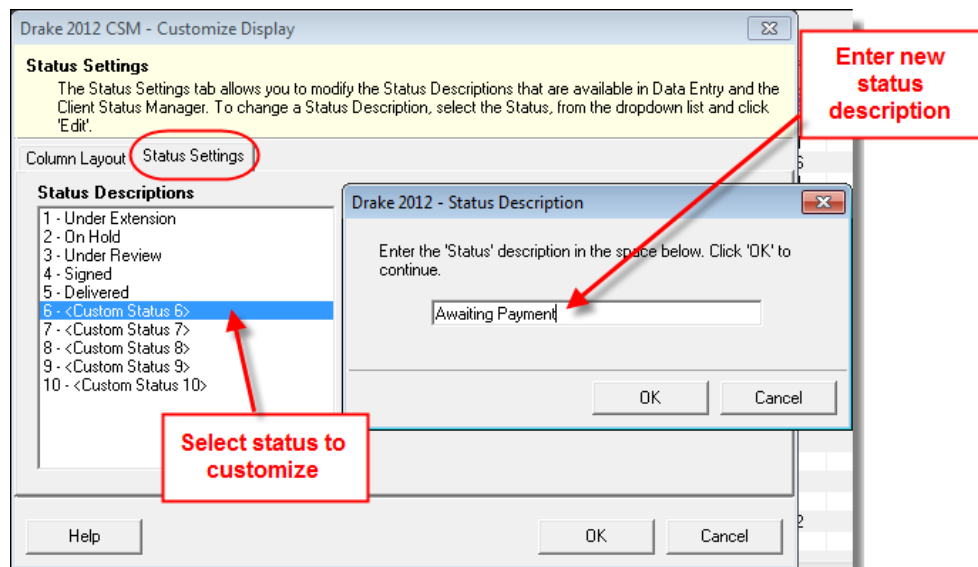 Drake 2012 CSM - Customize Display
Status Settings
The Status Settings tab allows you to modify the Status Descriptions that are available in Data Entry and the
Client Status Manager. To change a Status Description, select the Status, from the dropdown list and click
'Edit'.
Column Layout
Status Settings
Status Descriptions
1 - Under Extension
2 - On Hold
3 - Under Review
4 - Signed
5 - Delivered
6 - <Custom Status 6>
7 - <Custom Status 7>
8 - <Custom Status 8>
9 - <Custom Status 9>
10 - <Custom Status 10>
Help
OK
Cancel
Drake 2012 - Status Description
Enter the 'Status' description in the space below. Click 'OK' to
continue.
Awaiting Payment
OK
Cancel
Enter new
status
description
Select status to
customize